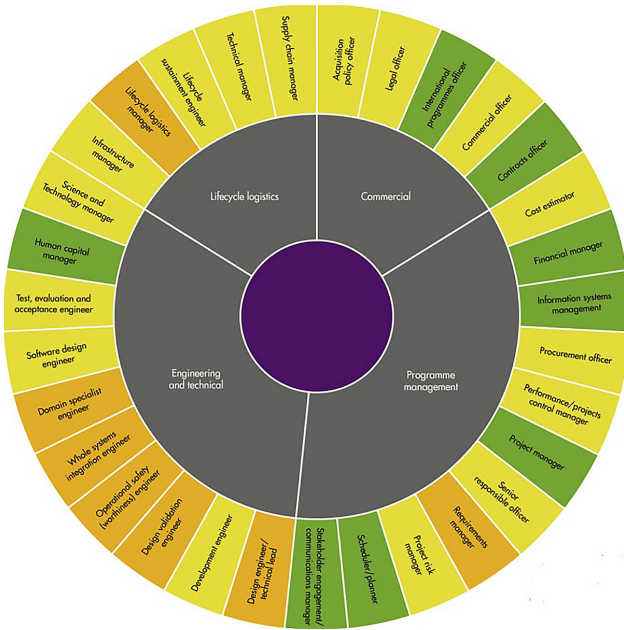 Acquisition
policy officer
Legal officer
International
programmes officer
Commercial officer
Contracts officer
Cost estimator
Financial manager
Information systems
management
Procurement officer
Performance/projects
control manager
Project manager
Senior
responsible officer
Requirements
manager
Project risk
manager
Scheduler/planner
Stakeholder engagement/
communications manager
Design engineer/
technical lead
Development engineer
Design validation
engineer
Operational safety
(worthiness) engineer
Whole systems
integration engineer
Domain specialist
engineer
Software design
engineer
Test, evaluation and
acceptance engineer
Human capital
manager
Science and
Technology manager
Infrastructure
manager
Lifecycle logistics
manager
Lifecycle
sustainment engineer
Technical manager
Supply chain manager
Lifecycle logistics
Commercial
Engineering
and technical
Programme
management